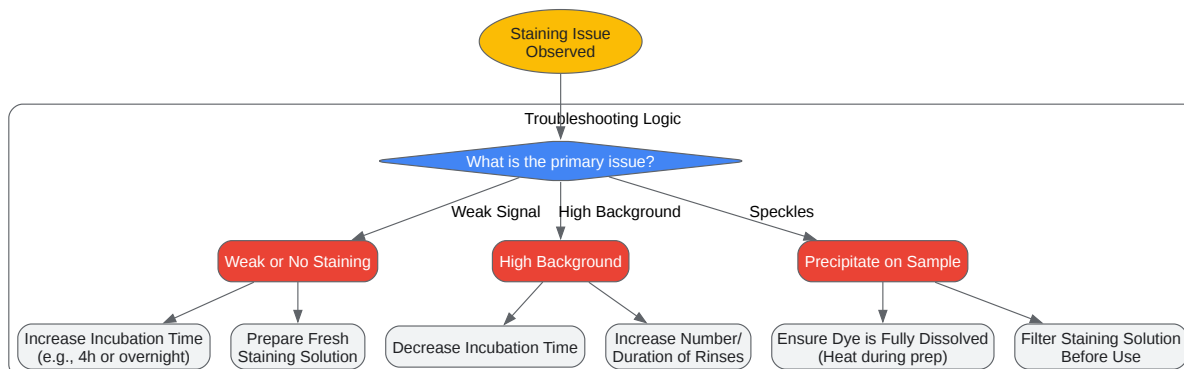 Staining Issue
Observed
Troubleshooting Logic
What is the primary issue?
Weak Signal
High Background
Speckles
Weak or No Staining
High Background
Precipitate on Sample
Increase Incubation Time
(e.g., 4h or overnight)
Prepare Fresh
Staining Solution
Decrease Incubation Time
Increase Number/
Duration of Rinses
Ensure Dye is Fully Dissolved
(Heat during prep)
Filter Staining Solution
Before Use